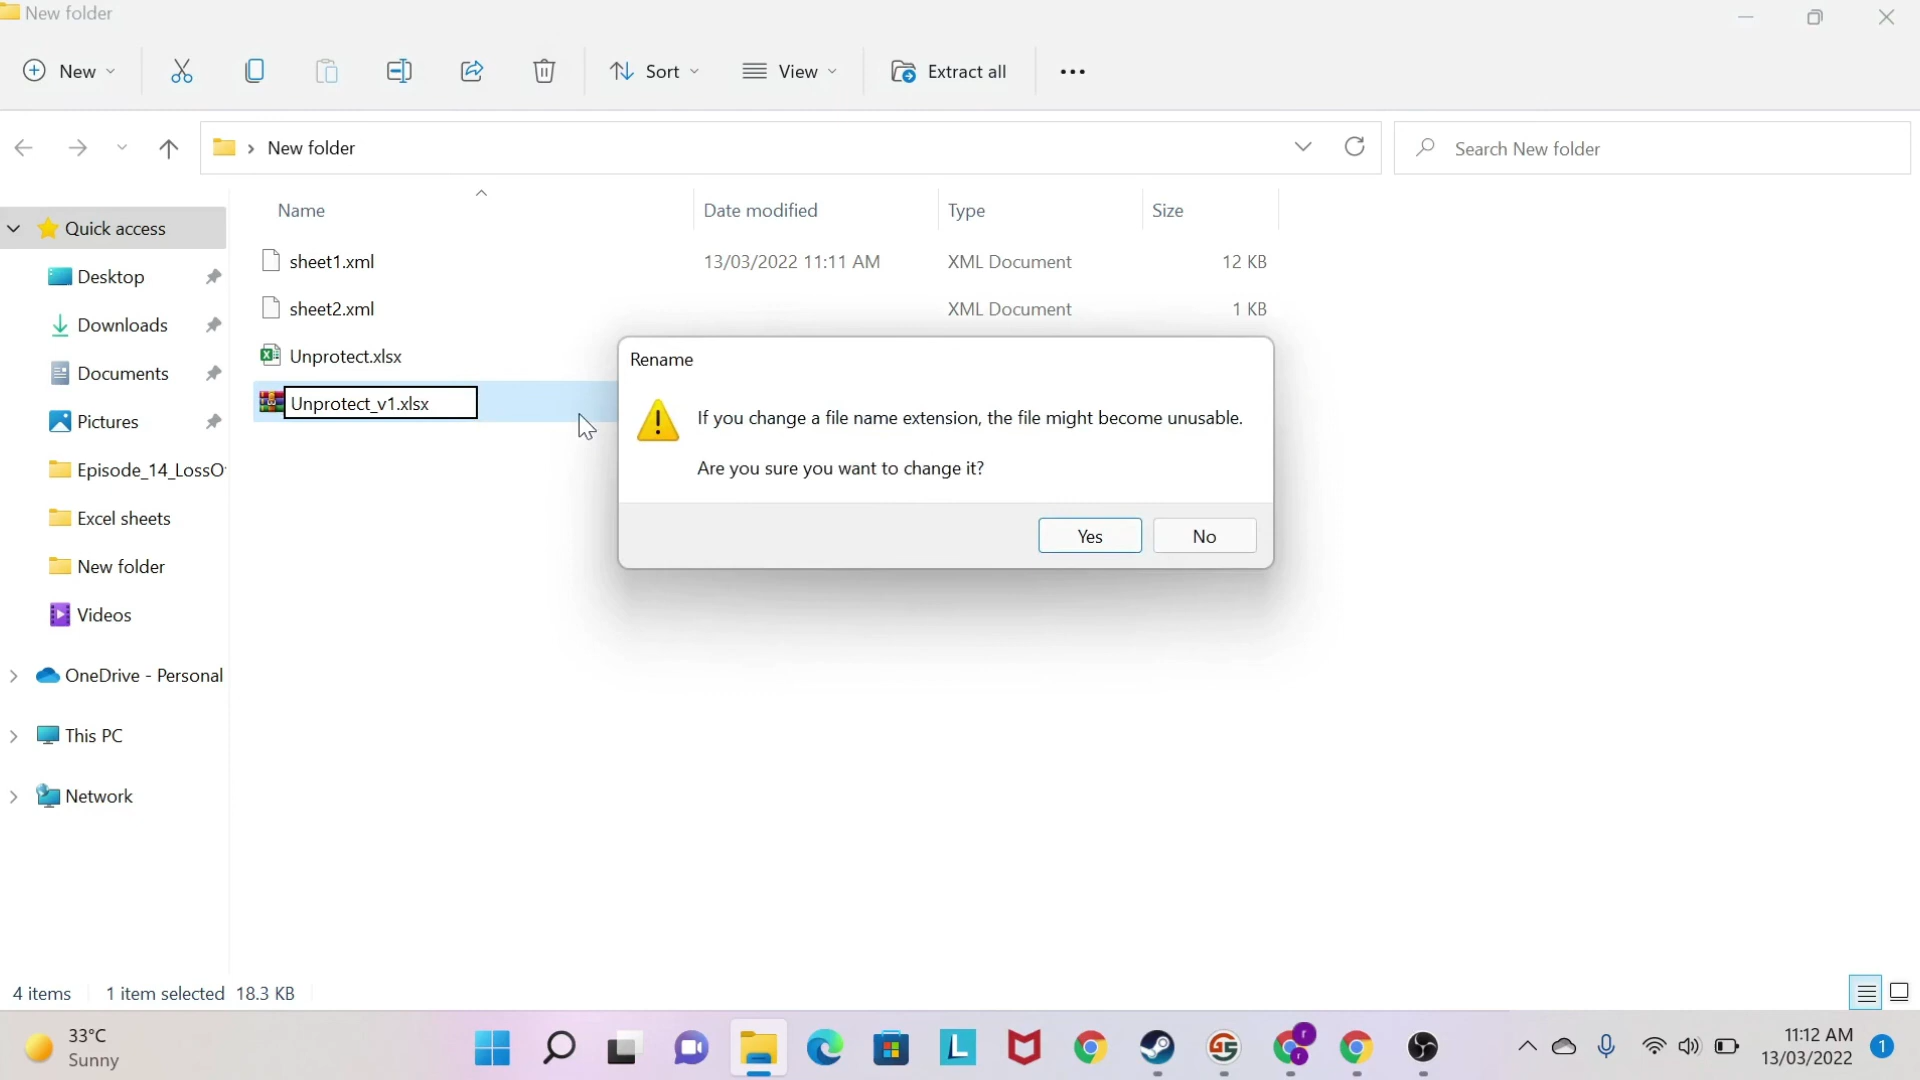 New folder
New
Sort
View
Extract all
New folder
Search New folder
Name
Date modified
Type
Size
Quick access
Desktop
Downloads
Documents
Pictures
Episode_14_LossO
Excel sheets
New folder
Videos
OneDrive - Personal
This PC
Network
sheet1.xml 13/03/2022 11:11 AM XML Document 12 KB
sheet2.xml XML Document 1 KB
Unprotect.xlsx
Unprotect_v1.xlsx
Rename
If you change a file name extension, the file might become unusable.
Are you sure you want to change it?
Yes
No
4 items 1 item selected 18.3 KB
33°C
Sunny
L
r
r
11:12 AM
13/03/2022
1